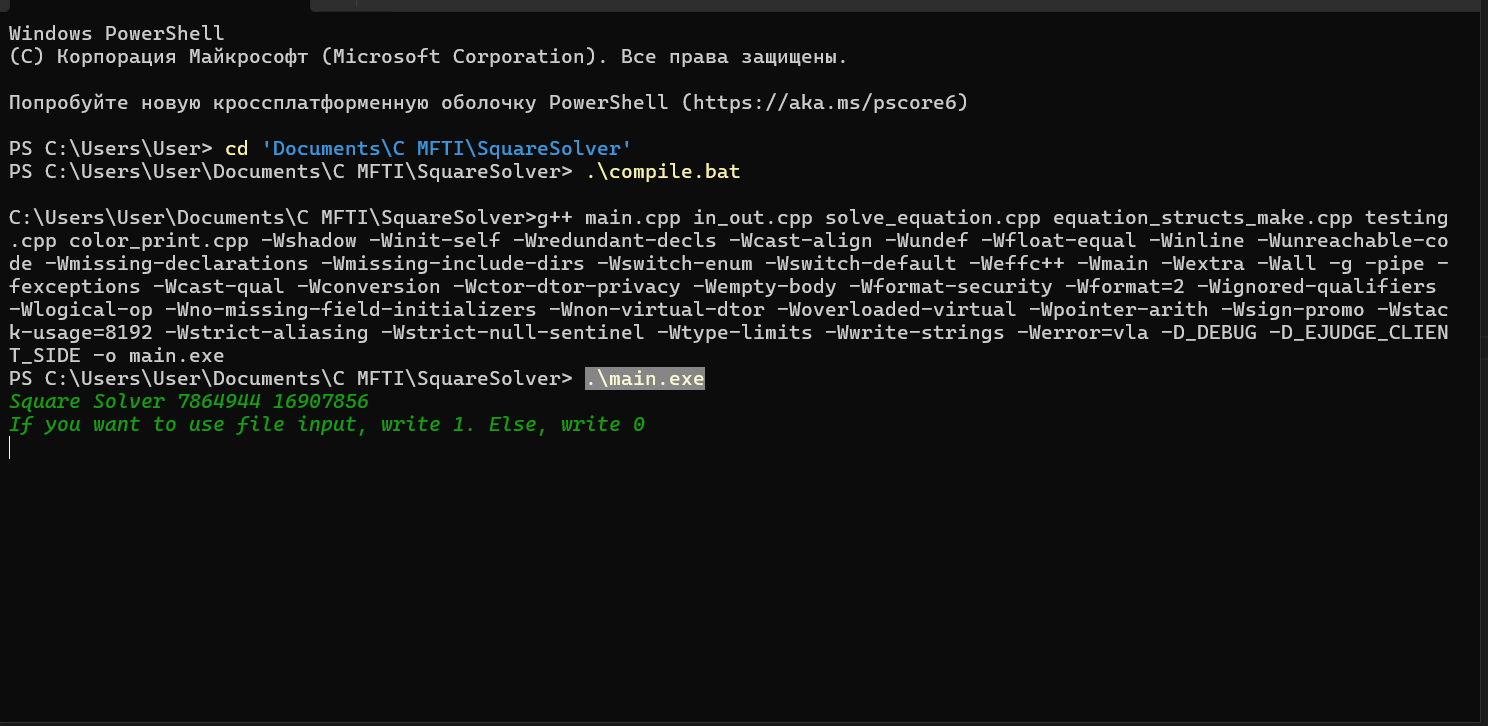 Windows PowerShell
(C) Корпорация Майкрософт (Microsoft Corporation). Все права защищены.
Попробуйте новую кроссплатформенную оболочку PowerShell (https://aka.ms/pscore6)
PS C:\Users\User> cd 'Documents\C MFTI\SquareSolver'
PS C:\Users\User\Documents\C MFTI\SquareSolver> .\compile.bat
C:\Users\User\Documents\C MFTI\SquareSolver>g++ main.cpp in_out.cpp solve_equation.cpp equation_structs_make.cpp testing
.cpp color_print.cpp -Wshadow -Winit-self -Wredundant-decls -Wcast-align -Wundef -Wfloat-equal -Winline -Wunreachable-co
de -Wmissing-declarations -Wmissing-include-dirs -Wswitch-enum -Wswitch-default -Weffc++ -Wmain -Wextra -Wall -g -pipe -
fexceptions -Wcast-qual -Wconversion -Wctor-dtor-privacy -Wempty-body -Wformat-security -Wformat=2 -Wignored-qualifiers
-Wlogical-op -Wno-missing-field-initializers -Wnon-virtual-dtor -Woverloaded-virtual -Wpointer-arith -Wsign-promo -Wstac
k-usage=8192 -Wstrict-aliasing -Wstrict-null-sentinel -Wtype-limits -Wwrite-strings -Werror=vla -D_DEBUG -D_EJUDGE_CLIEN
T_SIDE -o main.exe
PS C:\Users\User\Documents\C MFTI\SquareSolver> .\main.exe
Square Solver 7864944 16907856
If you want to use file input, write 1. Else, write 0